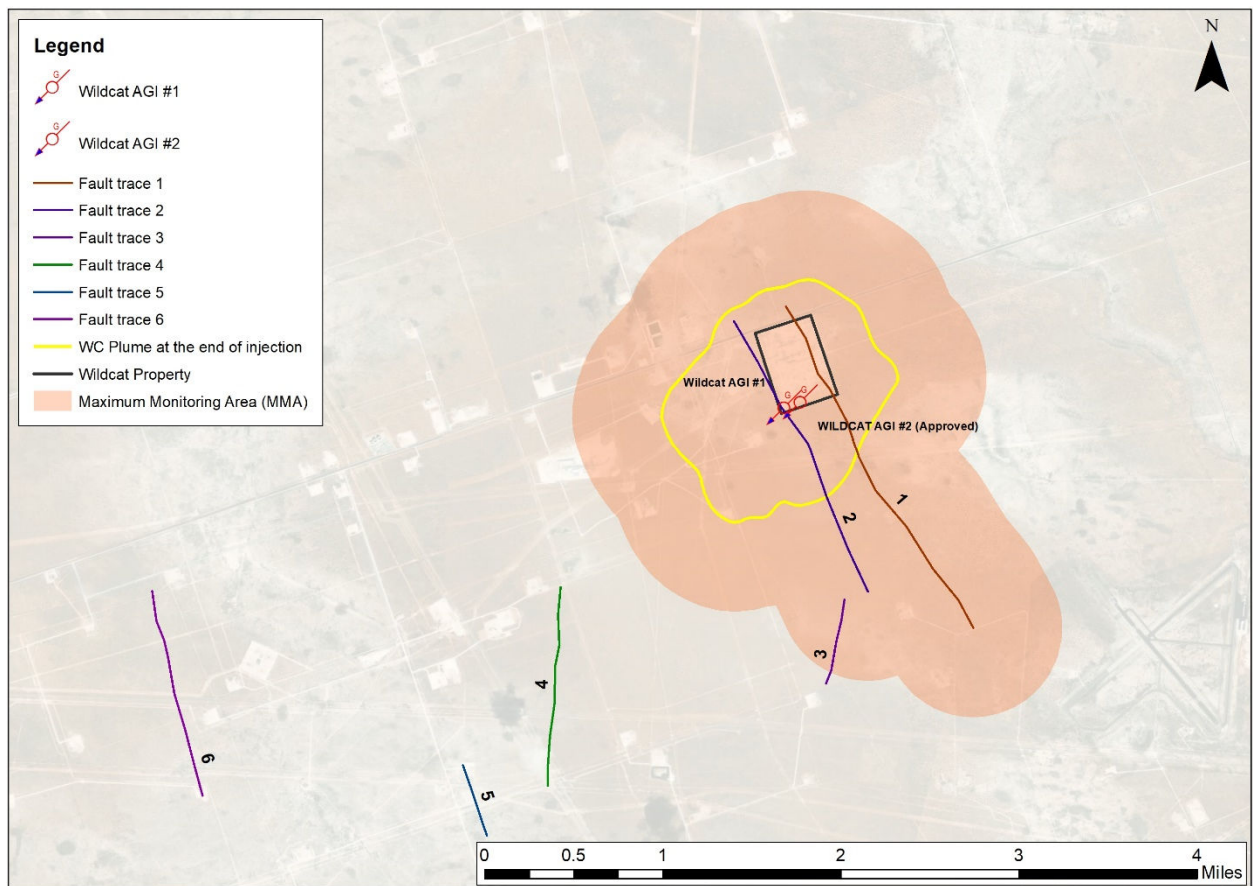 Legend
G
Wildcat AGI #1
G
Wildcat AGI #2
Fault trace 1
Fault trace 2
Fault trace 3
Fault trace 4
Fault trace 5
Fault trace 6
WC Plume at the end of injection
Wildcat Property
Maximum Monitoring Area (MMA)
N
Wildcat AGI #1
G
G
WILDCAT AGI #2 (Approved)
1
2
3
4
6
5
0 0.5 1 2 3 4
Miles